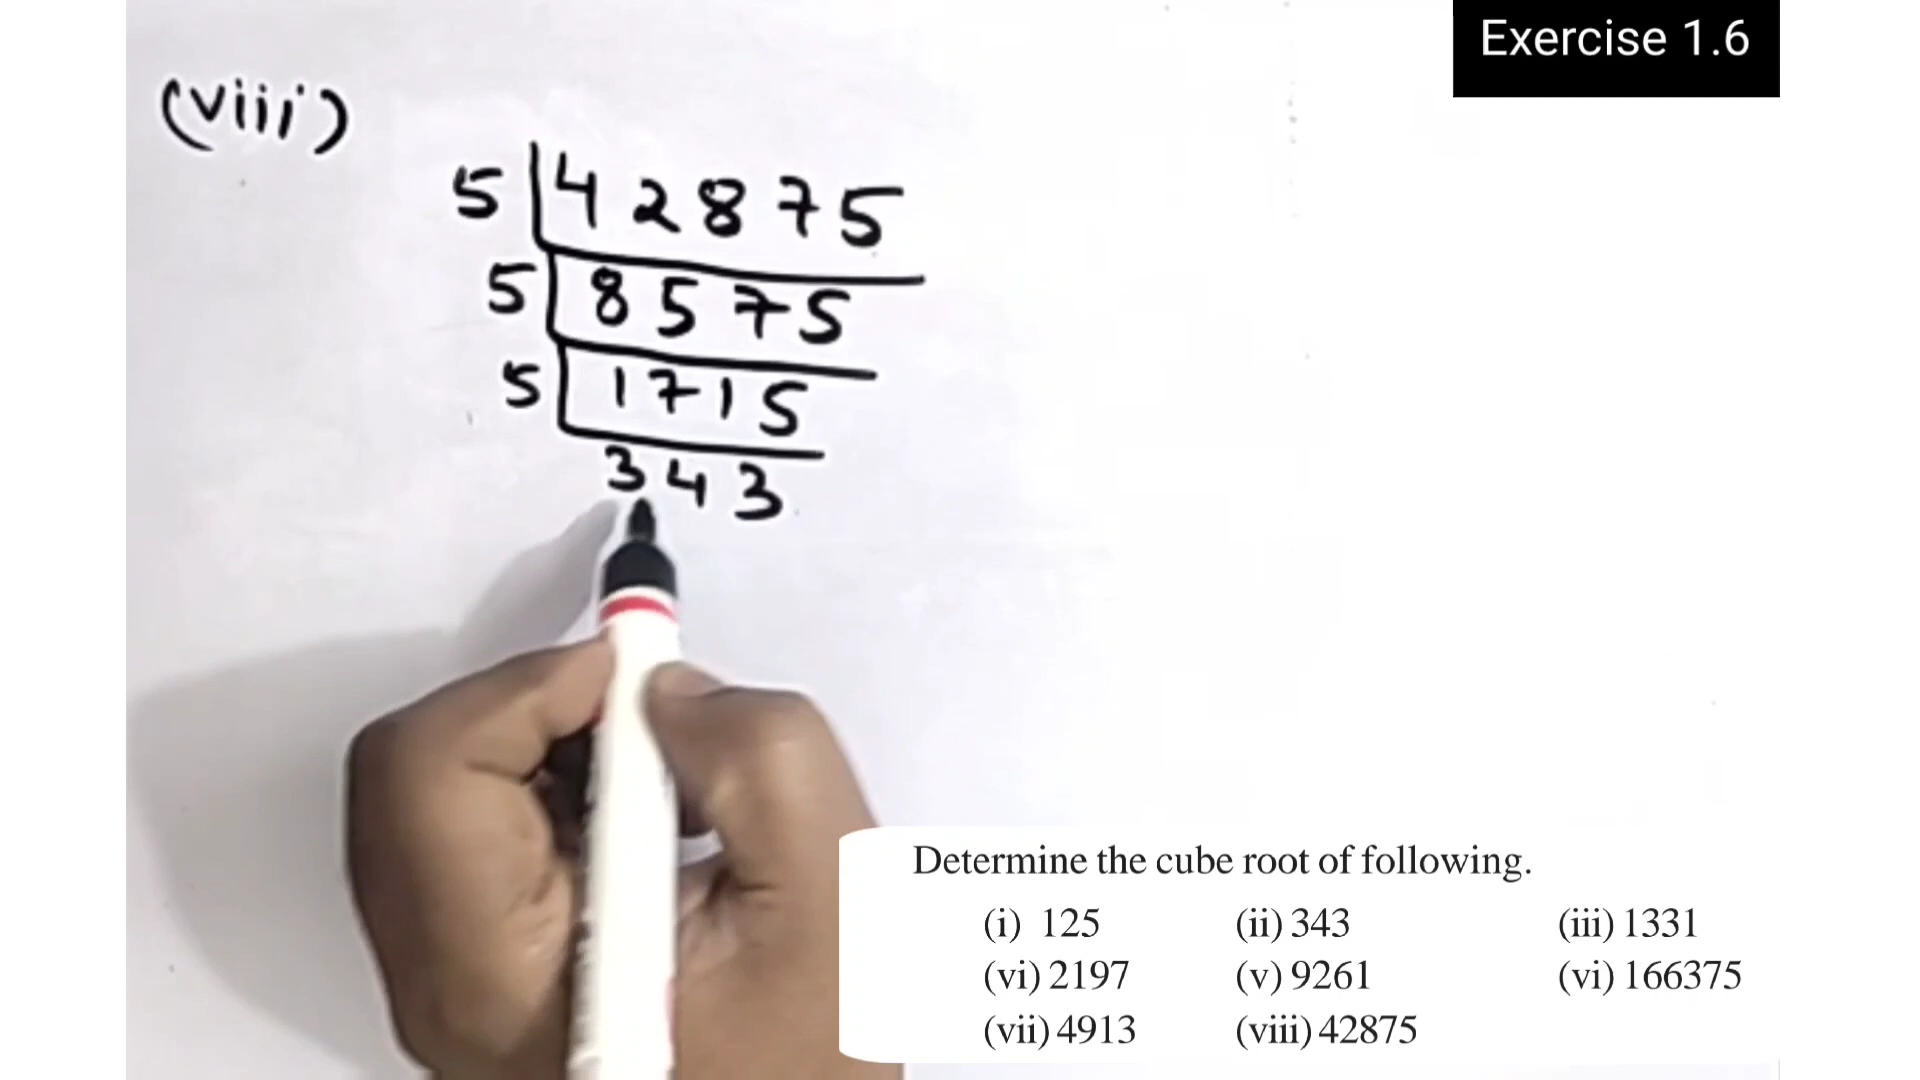 Exercise 1.6
(viii)
5 42875
5 8575
5 1715
343
Determine the cube root of following.
(i) 125 (ii) 343 (iii) 1331
(vi) 2197 (v) 9261 (vi) 166375
(vii) 4913 (viii) 42875